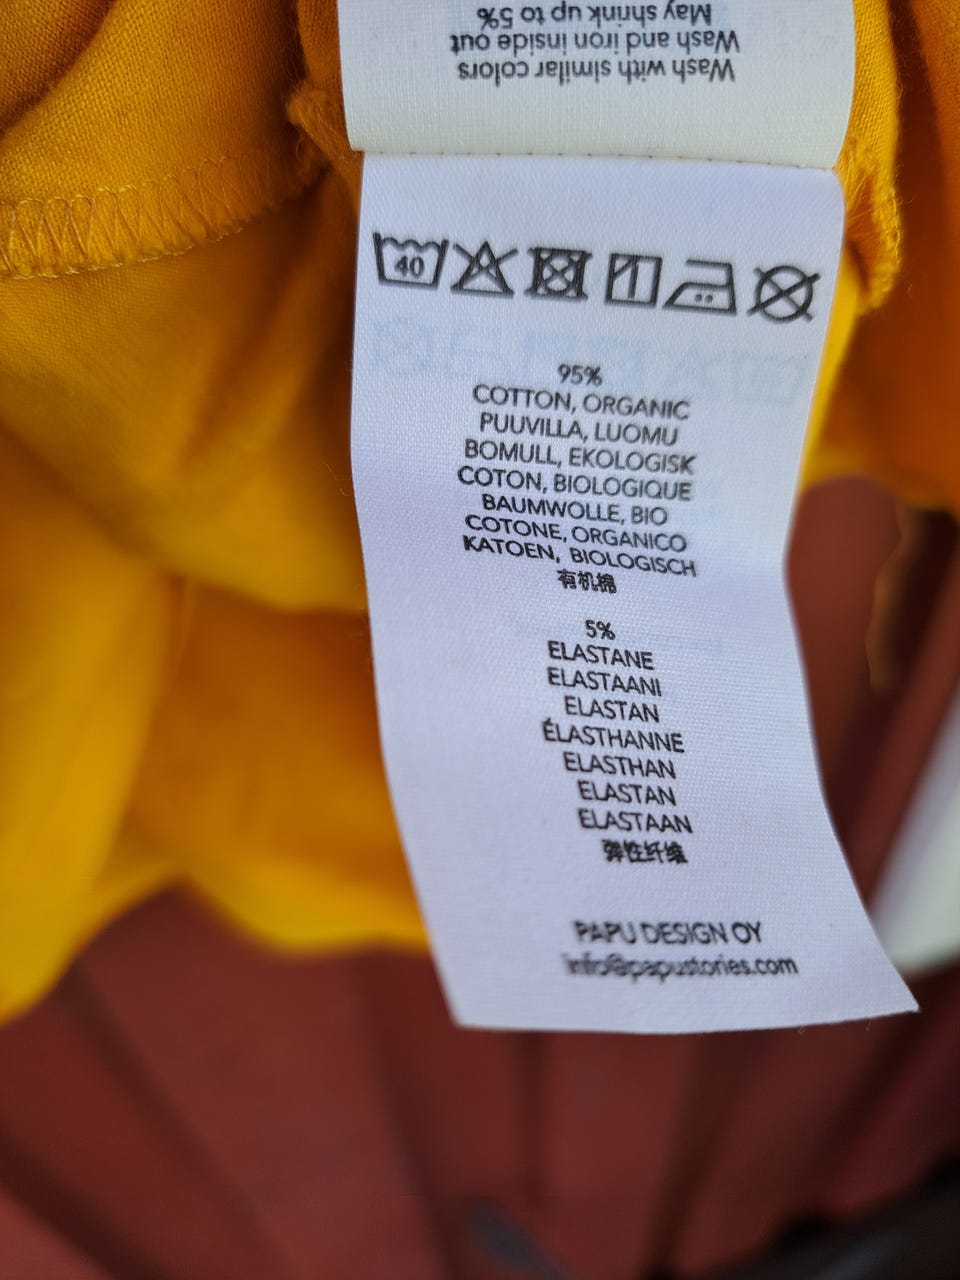 May shrink up to 5%
Wash and iron inside out
Wash with similar colors
40
95%
COTTON, ORGANIC
PUUVILLA, LUOMU
BOMULL, EKOLOGISK
COTON, BIOLOGIQUE
BAUMWOLLE, BIO
COTONE, ORGANICO
KATOEN, BIOLOGISCH
有机棉
5%
ELASTANE
ELASTAANI
ELASTAN
ÉLASTHANNE
ELASTHAN
ELASTAN
ELASTAAN
弹性纤维
PAPU DESIGN OY
info@papustories.com